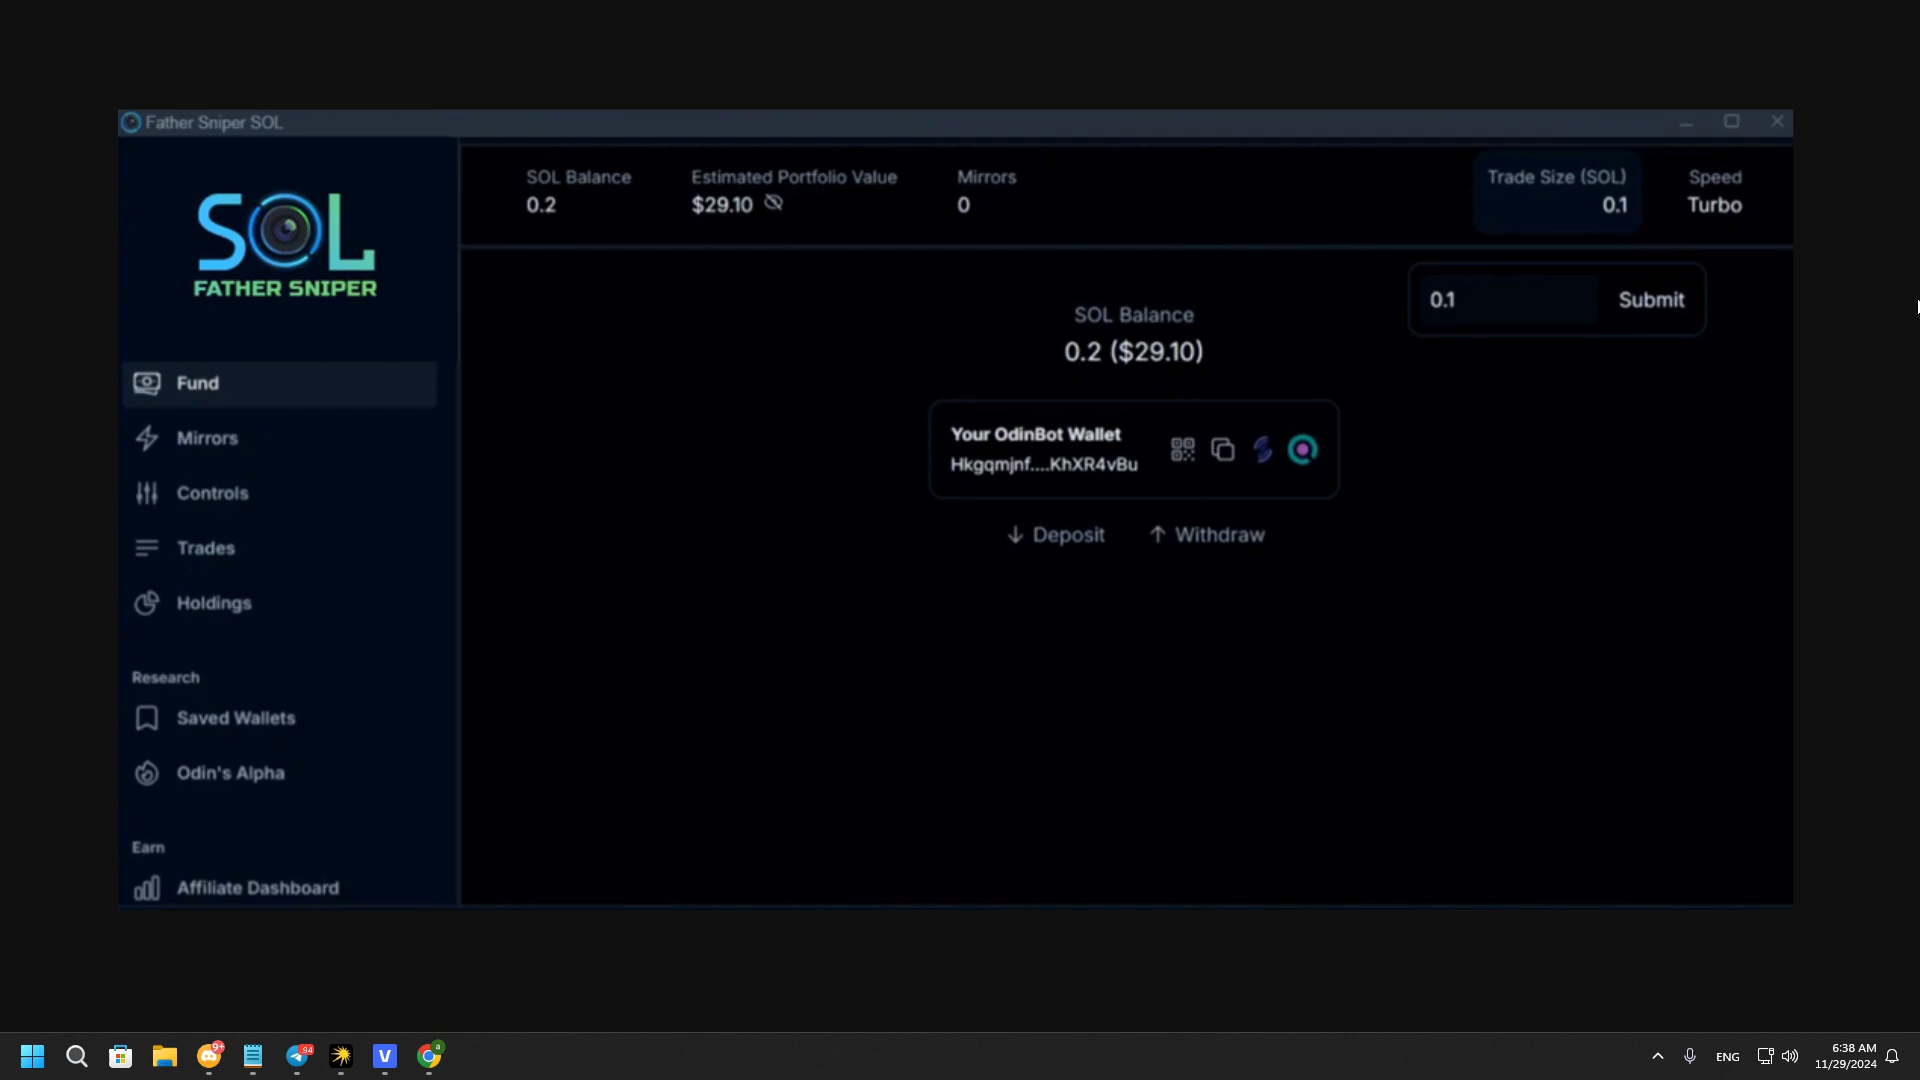 Father Sniper SOL
SOL
FATHER SNIPER
SOL Balance
0.2
Estimated Portfolio Value
$29.10
Mirrors
0
Trade Size (SOL)
0.1
Speed
Turbo
0.1
Submit
SOL Balance
0.2 ($29.10)
Your OdinBot Wallet
Hkgqmjnf....KhXR4vBu
Deposit
Withdraw
Fund
Mirrors
Controls
Trades
Holdings
Research
Saved Wallets
Odin's Alpha
Earn
Affiliate Dashboard
9+
94
V
a
ENG
6:38 AM
11/29/2024